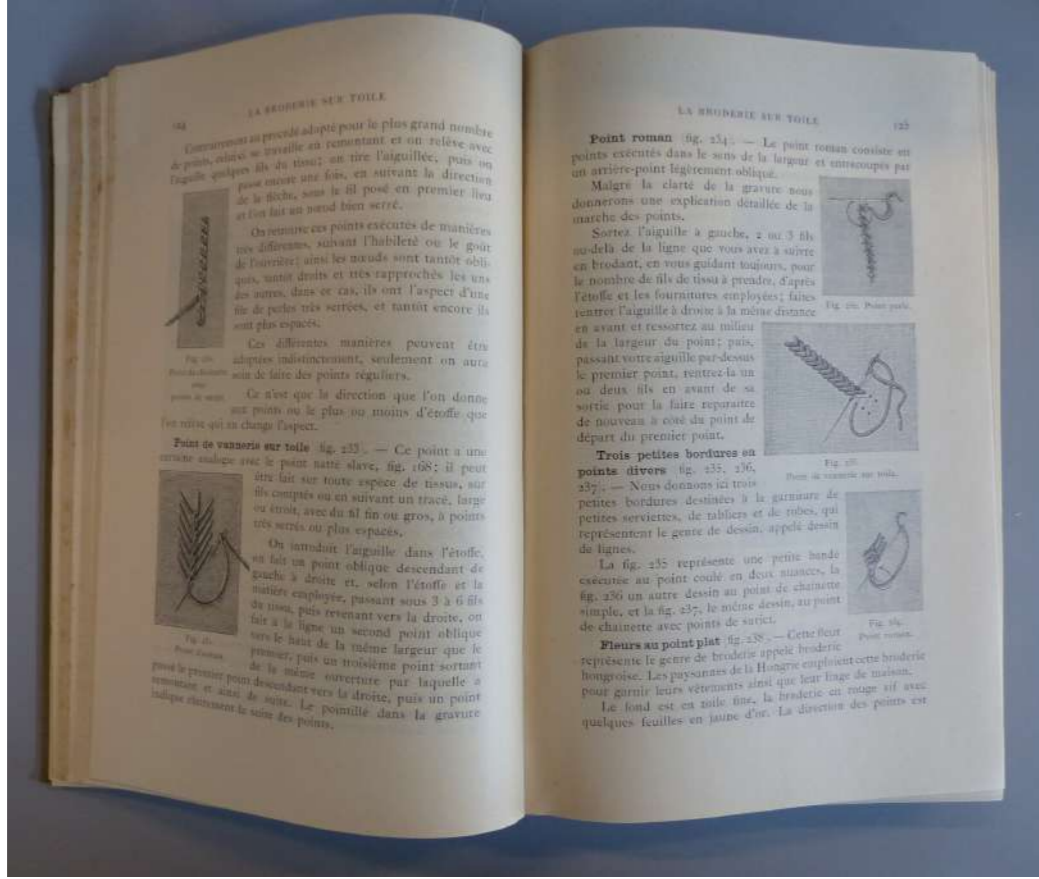 124
LA BRODERIE SUR TOILE
Contrairement au procédé adapté pour le plus grand nombre
de points, celui-ci se travaille en remontant et on relève avec
l'aiguille quelques fils du tissu; on tire l'aiguillée, puis on
passe encore une fois, en suivant la direction
de la flèche, sous le fil posé en premier lieu
et l'on fait un nœud bien serré.
On retrouve ces points exécutés de manières
très différentes, suivant l'habileté ou le goût
de l'ouvrière; ainsi les nœuds sont tantôt obli-
ques, tantôt droits et très rapprochés les uns
des autres, dans ce cas, ils ont l'aspect d'une
file de perles très serrées, et tantôt encore ils
sont plus espacés.
Ces différentes manières peuvent être
adaptées indistinctement, seulement on aura
soin de faire des points réguliers.
Ce n'est que la direction que l'on donne
aux points ou le plus ou moins d'étoffe que
l'on relève qui en change l'aspect.
Fig.
Point de chaînette
avec
points de
Point de vannerie sur toile (fig. 233). — Ce point a une
certaine analogie avec le point natté slave, fig. 168; il peut
être fait sur toute espèce de tissus, sur
fils comptés ou en suivant un tracé, large
ou étroit, avec du fil fin ou gros, à points
très serrés ou plus espacés.
On introduit l'aiguille dans l'étoffe,
on fait un point oblique descendant de
gauche à droite et, selon l'étoffe et la
matière employée, passant sous 3 à 6 fils
du tissu, puis revenant vers la droite, on
fait à la ligne un second point oblique
vers le haut de la même largeur que le
premier, puis un troisième point sortant
de la même ouverture par laquelle a
passé le premier point descendant vers la droite, puis un point
remontant et ainsi de suite. Le pointillé dans la gravure
indique clairement la suite des points.
Fig.
Point
LA BRODERIE SUR TOILE
125
Point roman (fig. 234). — Le point roman consiste en
points exécutés dans le sens de la largeur et entrecoupés par
un arrière-point légèrement oblique.
Malgré la clarté de la gravure nous
donnerons une explication détaillée de la
marche des points.
Sortez l'aiguille à gauche, 2 ou 3 fils
au-delà de la ligne que vous avez à suivre
en brodant, en vous guidant toujours, pour
le nombre de fils de tissu à prendre, d'après
l'étoffe et les fournitures employées; faites
rentrer l'aiguille à droite à la même distance
en avant et ressortez au milieu
de la largeur du point; puis,
passant votre aiguille par-dessus
le premier point, rentrez-la un
ou deux fils en avant de sa
sortie pour la faire reparaître
de nouveau à côté du point de
départ du premier point.
Fig. Point perlé.
Fig. 233.
Point de vannerie sur toile.
Trois petites bordures en
points divers (fig. 235, 236,
237). — Nous donnons ici trois
petites bordures destinées à la garniture de
petites serviettes, de tabliers et de robes, qui
représentent le genre de dessin, appelé dessin
de lignes.
La fig. 235 représente une petite bande
exécutée au point coulé en deux nuances, la
fig. 236 un autre dessin au point de chaînette
simple, et la fig. 237, le même dessin, au point
de chaînette avec points de surjet.
Fig. 234.
Point roman.
Fleurs au point plat (fig. 238). — Cette fleur
représente le genre de broderie appelé broderie
hongroise. Les paysannes de la Hongrie emploient cette broderie
pour garnir leurs vêtements ainsi que leur linge de maison.
Le fond est en toile fine, la broderie en rouge vif avec
quelques feuilles en jaune d'or. La direction des points est